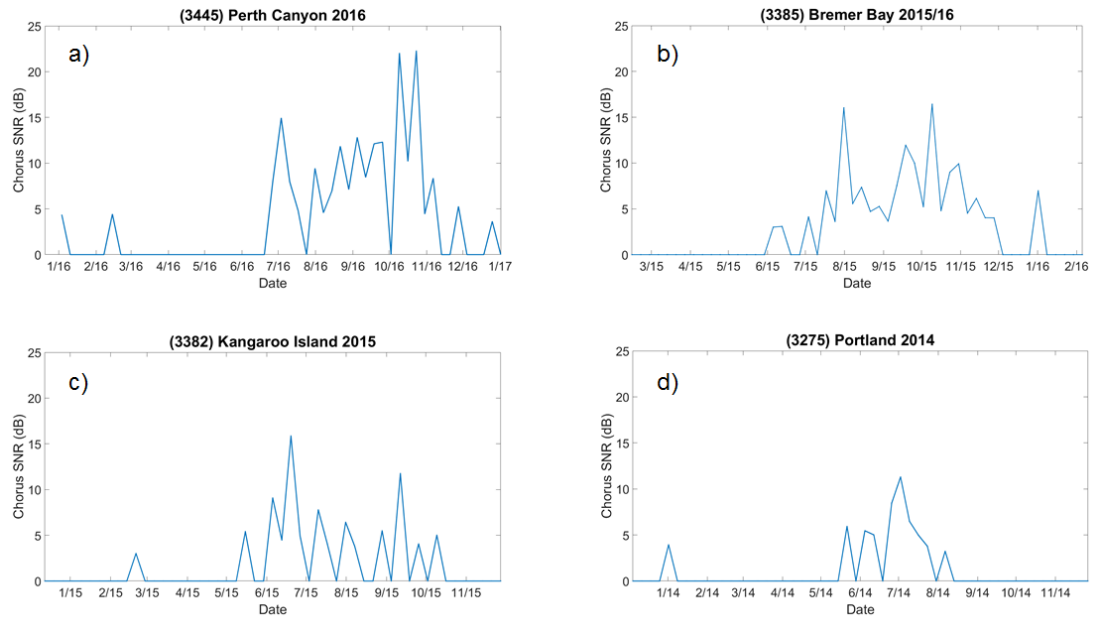 (3445) Perth Canyon 2016
a)
25
20
15
10
5
0
Chorus SNR (dB)
1/16 2/16 3/16 4/16 5/16 6/16 7/16 8/16 9/16 10/16 11/16 12/16 1/17
Date
(3385) Bremer Bay 2015/16
b)
25
20
15
10
5
0
Chorus SNR (dB)
3/15 4/15 5/15 6/15 7/15 8/15 9/15 10/15 11/15 12/15 1/16 2/16
Date
(3382) Kangaroo Island 2015
c)
25
20
15
10
5
0
Chorus SNR (dB)
1/15 2/15 3/15 4/15 5/15 6/15 7/15 8/15 9/15 10/15 11/15
Date
(3275) Portland 2014
d)
25
20
15
10
5
0
Chorus SNR (dB)
1/14 2/14 3/14 4/14 5/14 6/14 7/14 8/14 9/14 10/14 11/14
Date